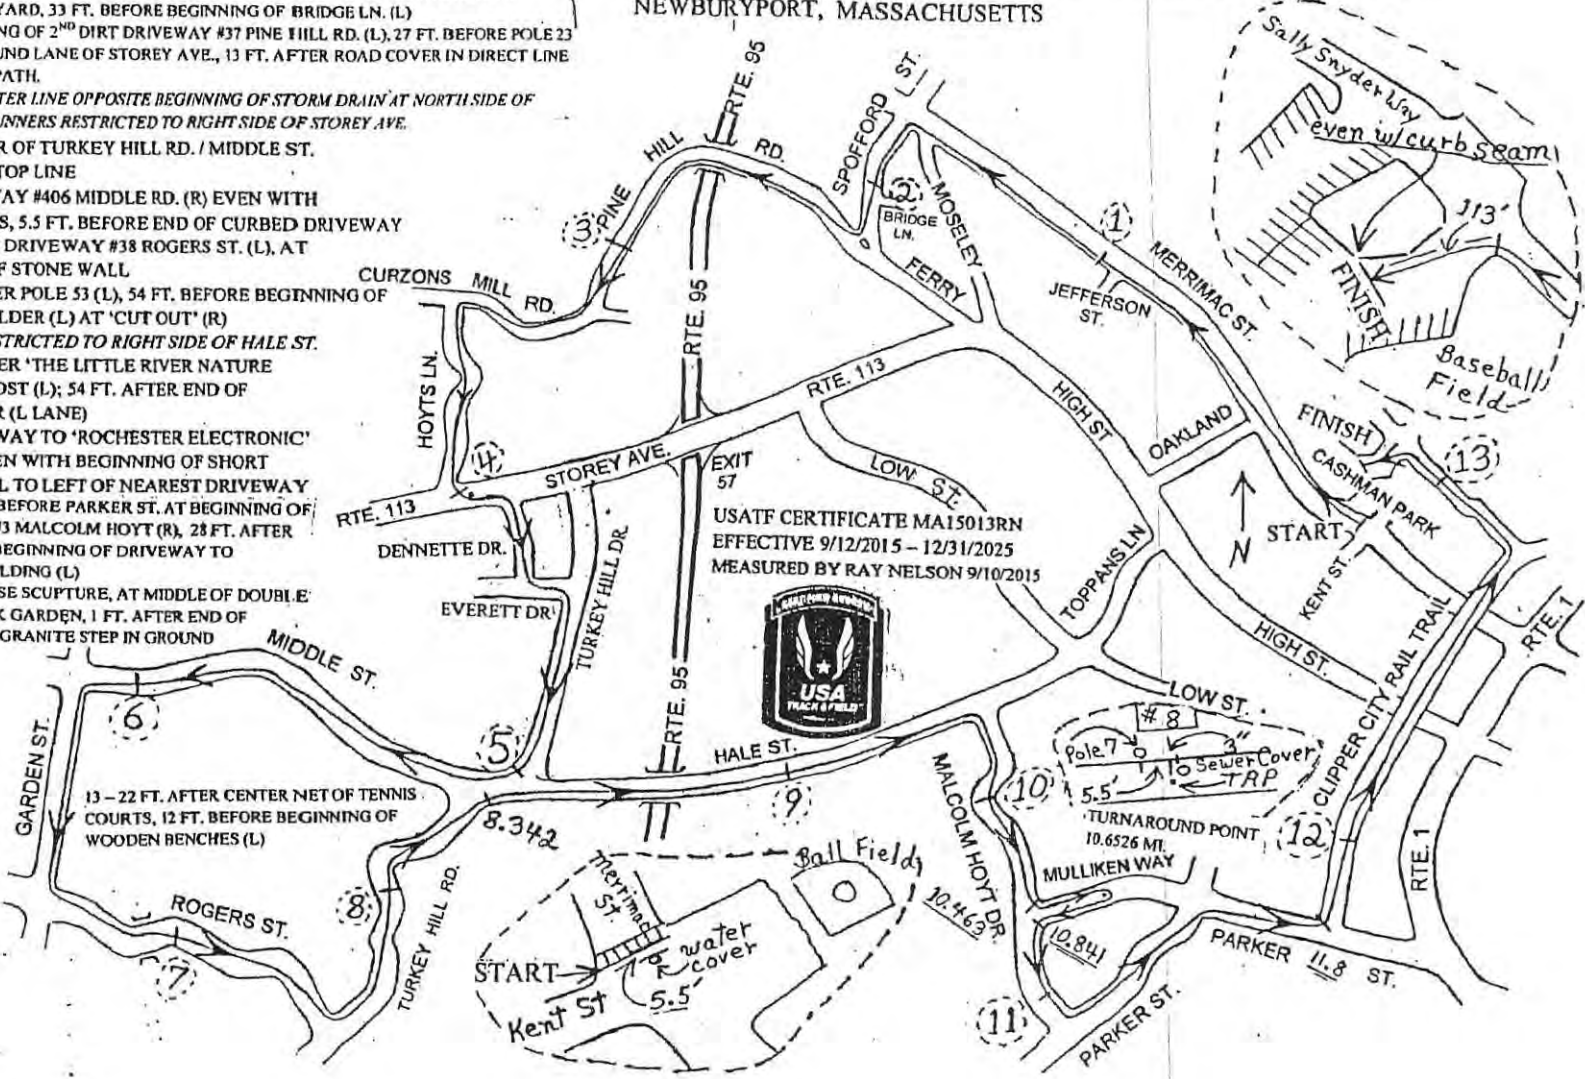 YARD, 33 FT. BEFORE BEGINNING OF BRIDGE LN. (L)
NG OF 2ND DIRT DRIVEWAY #37 PINE HILL RD. (L), 27 FT. BEFORE POLE 23
UND LANE OF STOREY AVE., 13 FT. AFTER ROAD COVER IN DIRECT LINE
PATH.
TER LINE OPPOSITE BEGINNING OF STORM DRAIN AT NORTH SIDE OF
NNERS RESTRICTED TO RIGHT SIDE OF STOREY AVE.
R OF TURKEY HILL RD. / MIDDLE ST.
TOP LINE
AY #406 MIDDLE RD. (R) EVEN WITH
S, 5.5 FT. BEFORE END OF CURBED DRIVEWAY
DRIVEWAY #38 ROGERS ST. (L), AT
F STONE WALL
ER POLE 53 (L), 54 FT. BEFORE BEGINNING OF
LDER (L) AT 'CUT OUT' (R)
STRICTED TO RIGHT SIDE OF HALE ST.
ER 'THE LITTLE RIVER NATURE
OST (L); 54 FT. AFTER END OF
R (L LANE)
WAY TO 'ROCHESTER ELECTRONIC'
EN WITH BEGINNING OF SHORT
L TO LEFT OF NEAREST DRIVEWAY
BEFORE PARKER ST. AT BEGINNING OF
3 MALCOLM HOYT (R), 28 FT. AFTER
BEGINNING OF DRIVEWAY TO
LDING (L)
SE SCUPTURE, AT MIDDLE OF DOUBLE
K GARDEN, 1 FT. AFTER END OF
GRANITE STEP IN GROUND
NEWBURYPORT, MASSACHUSETTS
RTE. 95
HILL
RD.
SPOFFORD
ST.
2
BRIDGE
LN.
MOSELEY
FERRY
1
MERRIMAC ST.
JEFFERSON
ST.
3
PINE
CURZONS
MILL
RD.
RTE. 95
HOYTS LN.
RTE. 113
HIGH ST
OAKLAND
Sally Snyder Way
even w/curb seam
113'
FINISH
Baseball
Field
FINISH
CASHMAN PARK
13
START
N
KENT ST.
4
STOREY AVE.
EXIT
57
LOW ST.
RTE. 113
DENNETTE DR.
EVERETT DR
TURKEY HILL DR.
USATF CERTIFICATE MA15013RN
EFFECTIVE 9/12/2015 – 12/31/2025
MEASURED BY RAY NELSON 9/10/2015
USA
TRACK & FIELD
TOPPANS LN
HIGH ST.
CLIPPER CITY RAIL TRAIL
RTE. 1
MIDDLE ST.
6
5
RTE. 95
HALE ST.
LOW ST.
# 8
Pole 7
3"
Sewer Cover
TAP
5.5'
TURNAROUND POINT
10.6526 MI.
GARDEN ST.
13 – 22 FT. AFTER CENTER NET OF TENNIS
COURTS, 12 FT. BEFORE BEGINNING OF
WOODEN BENCHES (L)
8.342
9
MALCOLM HOYT DR.
10
12
MULLIKEN WAY
RTE. 1
ROGERS ST.
7
8
TURKEY HILL RD.
Merrimac
St.
Ball Field
water
cover
START
5.5
Kent St
10.463
10.841
11
PARKER ST.
PARKER 11.8 ST.